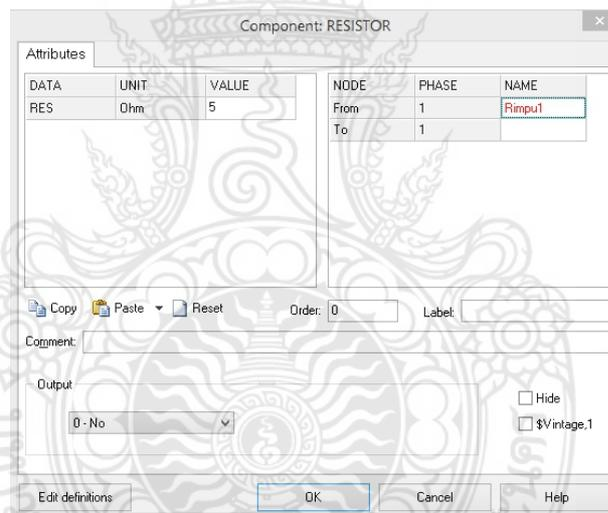 Component: RESISTOR
Attributes
DATA UNIT VALUE
RES Ohm 5
NODE PHASE NAME
From 1 Rimpu1
To 1
Copy Paste Reset Order: 0 Label:
Comment:
Output
0 - No
Hide
$Vintage,1
Edit definitions OK Cancel Help